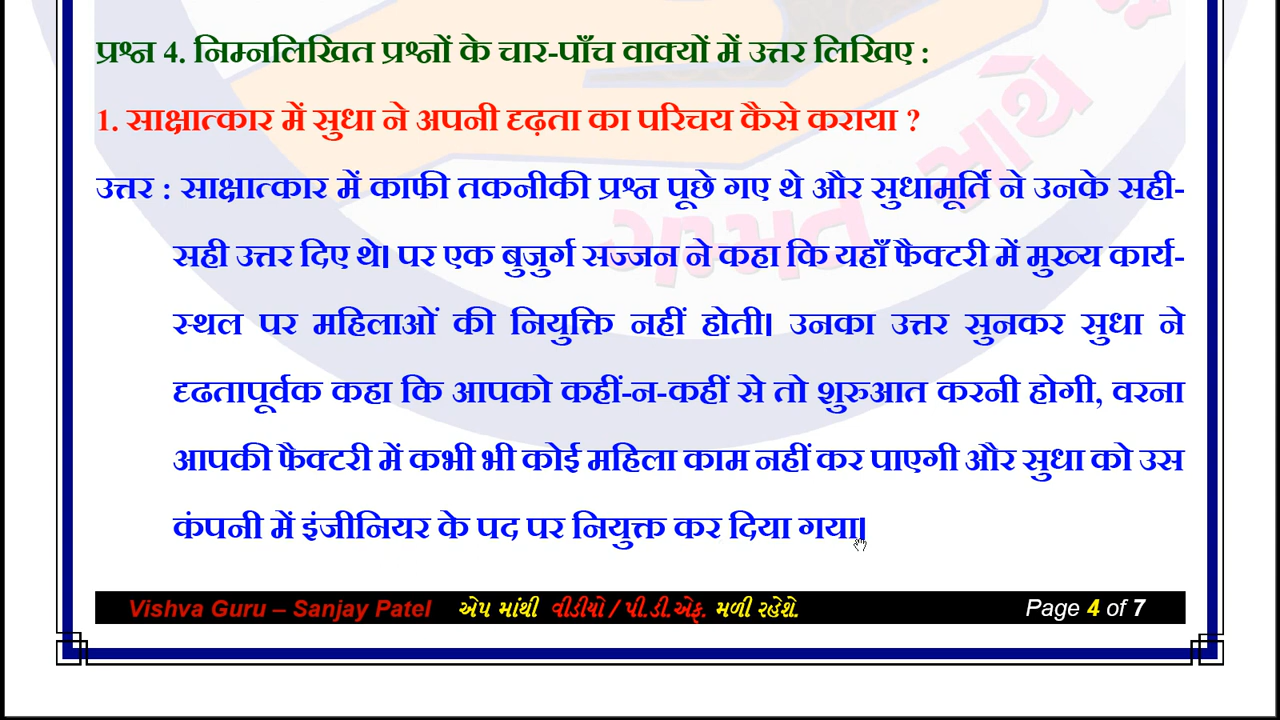 प्रश्न 4. निम्नलिखित प्रश्नों के चार-पाँच वाक्यों में उत्तर लिखिए :
1. साक्षात्कार में सुधा ने अपनी दृढ़ता का परिचय कैसे कराया ?
उत्तर : साक्षात्कार में काफी तकनीकी प्रश्न पूछे गए थे और सुधामूर्ति ने उनके सही-
सही उत्तर दिए थे। पर एक बुजुर्ग सज्जन ने कहा कि यहाँ फैक्टरी में मुख्य कार्य-
स्थल पर महिलाओं की नियुक्ति नहीं होती। उनका उत्तर सुनकर सुधा ने
दृढतापूर्वक कहा कि आपको कहीं-न-कहीं से तो शुरुआत करनी होगी, वरना
आपकी फैक्टरी में कभी भी कोई महिला काम नहीं कर पाएगी और सुधा को उस
कंपनी में इंजीनियर के पद पर नियुक्त कर दिया गया।
ગમ્મત સાથે
Vishva Guru – Sanjay Patel એપ માંથી વીડીયો / પી.ડી.એફ. મળી રહેશે. Page 4 of 7